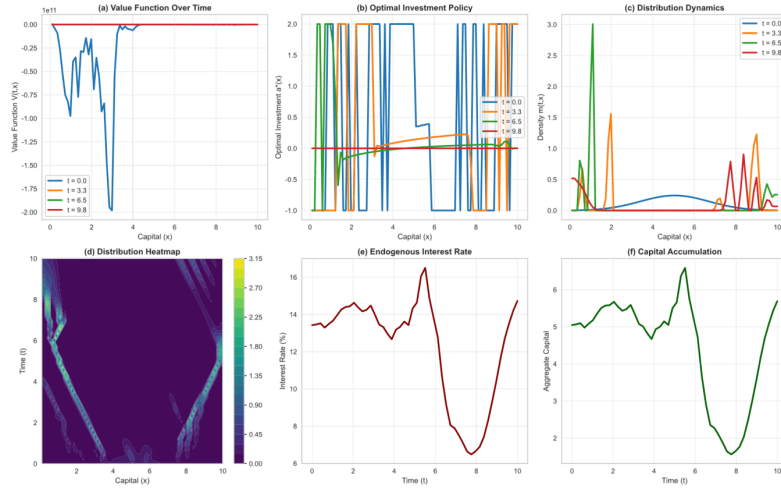 (a) Value Function Over Time
1e11
Value Function V(t,x)
0.00
-0.25
-0.50
-0.75
-1.00
-1.25
-1.50
-1.75
-2.00
t = 0.0
t = 3.3
t = 6.5
t = 9.8
0 2 4 6 8 10
Capital (x)
(b) Optimal Investment Policy
Optimal Investment a*(x)
2.0
1.5
1.0
0.5
0.0
-0.5
-1.0
t = 0.0
t = 3.3
t = 6.5
t = 9.8
0 2 4 6 8 10
Capital (x)
(c) Distribution Dynamics
Density m(t,x)
3.0
2.5
2.0
1.5
1.0
0.5
0.0
t = 0.0
t = 3.3
t = 6.5
t = 9.8
0 2 4 6 8 10
Capital (x)
(d) Distribution Heatmap
Time (t)
10
8
6
4
2
0
0 2 4 6 8 10
Capital (x)
3.15
2.70
2.25
1.80
1.35
0.90
0.45
0.00
(e) Endogenous Interest Rate
Interest Rate (%)
16
14
12
10
8
6
0 2 4 6 8 10
Time (t)
(f) Capital Accumulation
Aggregate Capital
6
5
4
3
2
0 2 4 6 8 10
Time (t)